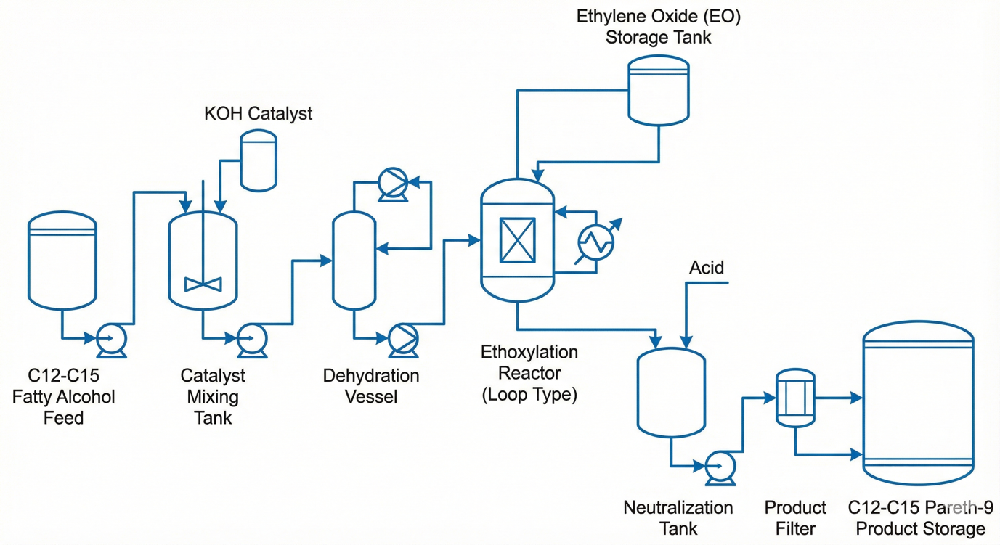 Ethylene Oxide (EO)
Storage Tank
KOH Catalyst
Acid
C12-C15
Fatty Alcohol
Feed
Catalyst
Mixing
Tank
Dehydration
Vessel
Ethoxylation
Reactor
(Loop Type)
Neutralization
Tank
Product
Filter
C12-C15 Pareth-9
Product Storage